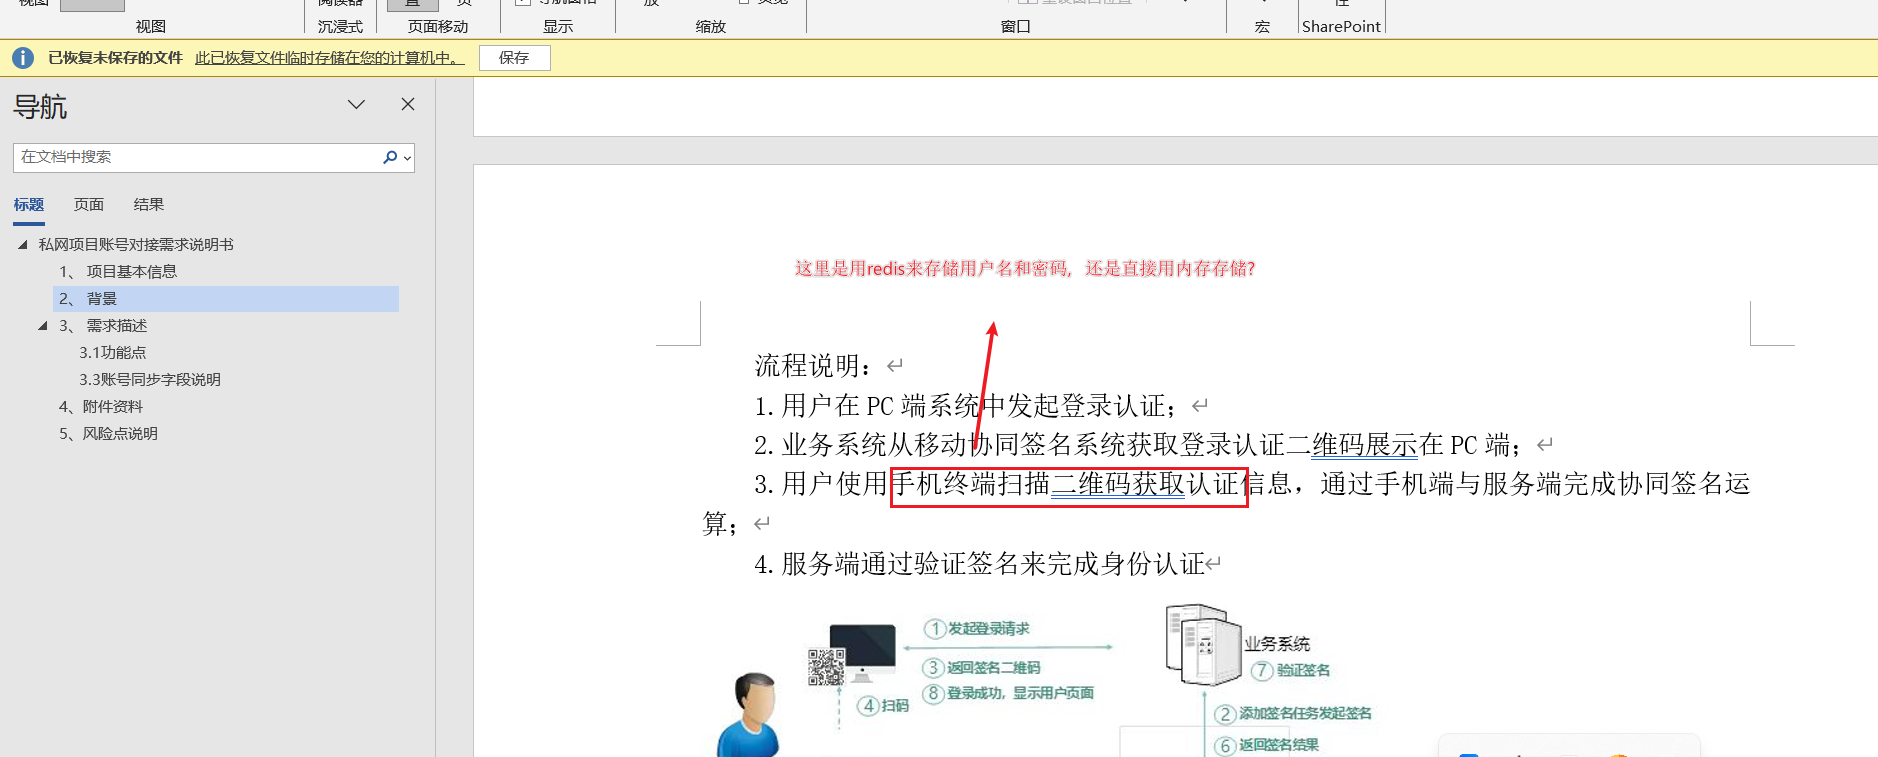 视图
沉浸式
页面移动
显示
缩放
窗口
宏
SharePoint
已恢复未保存的文件 此已恢复文件临时存储在您的计算机中。 保存
导航
在文档中搜索
标题 页面 结果
私网项目账号对接需求说明书
1、 项目基本信息
2、 背景
3、 需求描述
3.1功能点
3.3账号同步字段说明
4、附件资料
5、风险点说明
这里是用redis来存储用户名和密码，还是直接用内存存储?
流程说明：
1.用户在 PC 端系统中发起登录认证；
2.业务系统从移动协同签名系统获取登录认证二维码展示在 PC 端；
3.用户使用手机终端扫描二维码获取认证信息，通过手机端与服务端完成协同签名运
算；
4.服务端通过验证签名来完成身份认证
①发起登录请求
③返回签名二维码
⑧登录成功，显示用户页面
④扫码
业务系统
⑦验证签名
②添加签名任务发起签名
⑥返回签名结果